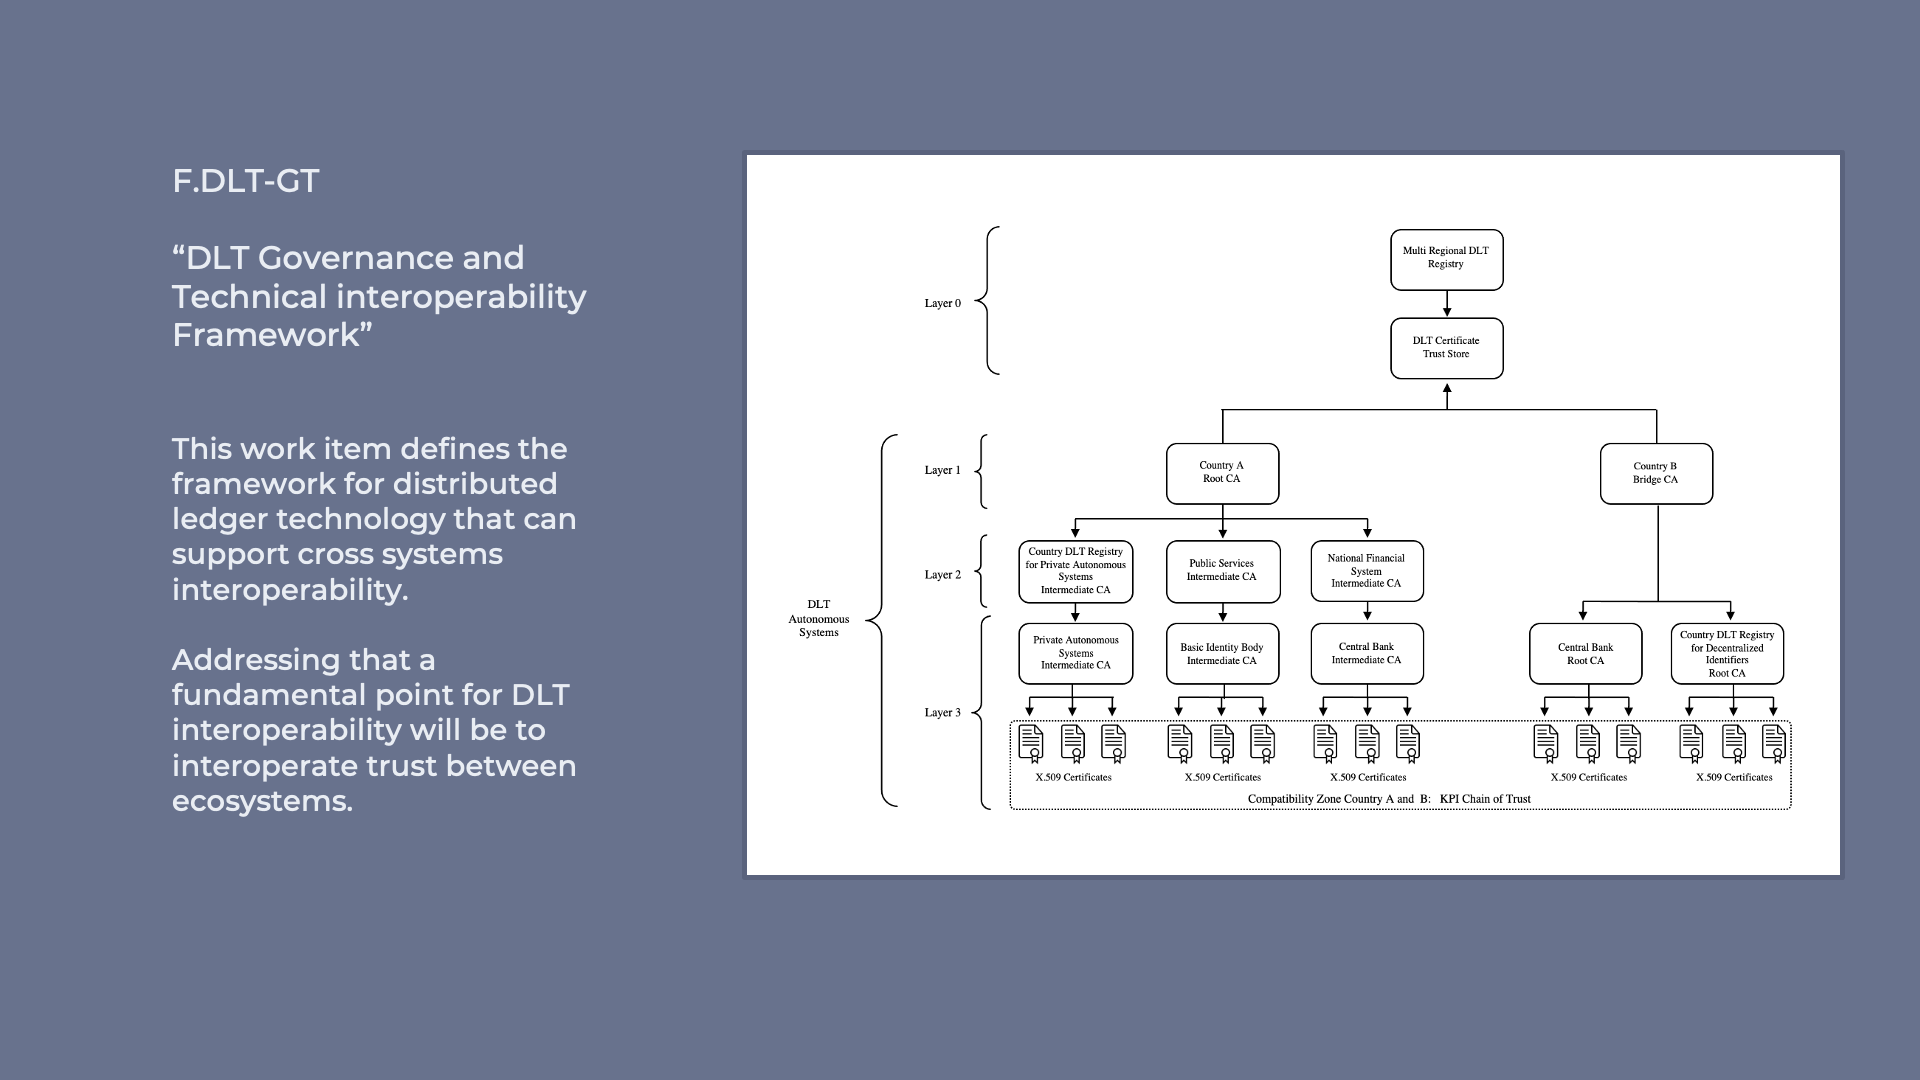 F.DLT-GT
“DLT Governance and
Technical interoperability
Framework”
This work item defines the
framework for distributed
ledger technology that can
support cross systems
interoperability.
Addressing that a
fundamental point for DLT
interoperability will be to
interoperate trust between
ecosystems.
Multi Regional DLT
Registry
Layer 0
DLT Certificate
Trust Store
Layer 1
Country A
Root CA
Country B
Bridge CA
Layer 2
Country DLT Registry
for Private Autonomous
Systems
Intermediate CA
Public Services
Intermediate CA
National Financial
System
Intermediate CA
DLT
Autonomous
Systems
Private Autonomous
Systems
Intermediate CA
Basic Identity Body
Intermediate CA
Central Bank
Intermediate CA
Central Bank
Root CA
Country DLT Registry
for Decentralized
Identifiers
Root CA
Layer 3
X.509 Certificates
X.509 Certificates
X.509 Certificates
X.509 Certificates
X.509 Certificates
Compatibility Zone Country A and B: KPI Chain of Trust